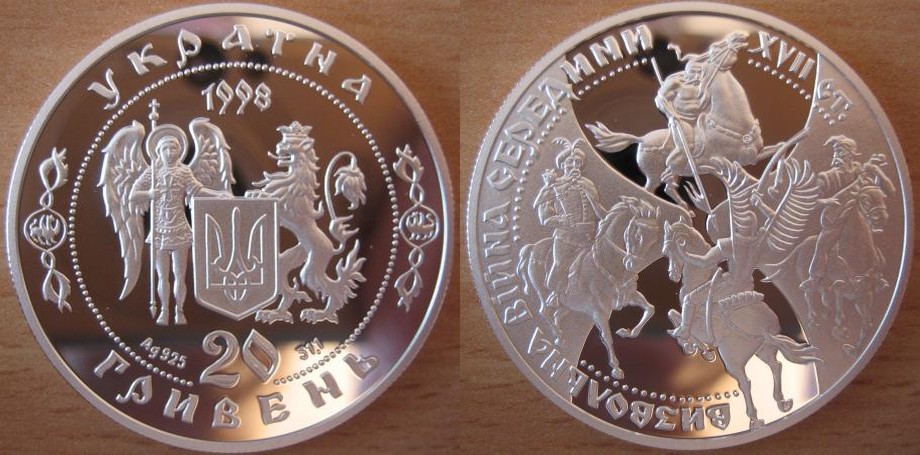 УКРАЇНА
1998
Ag 925
20
31,1
ГРИВЕНЬ
ВИЗВОЛЬНА ВІЙНА СЕРЕДИНИ XVII СТ.